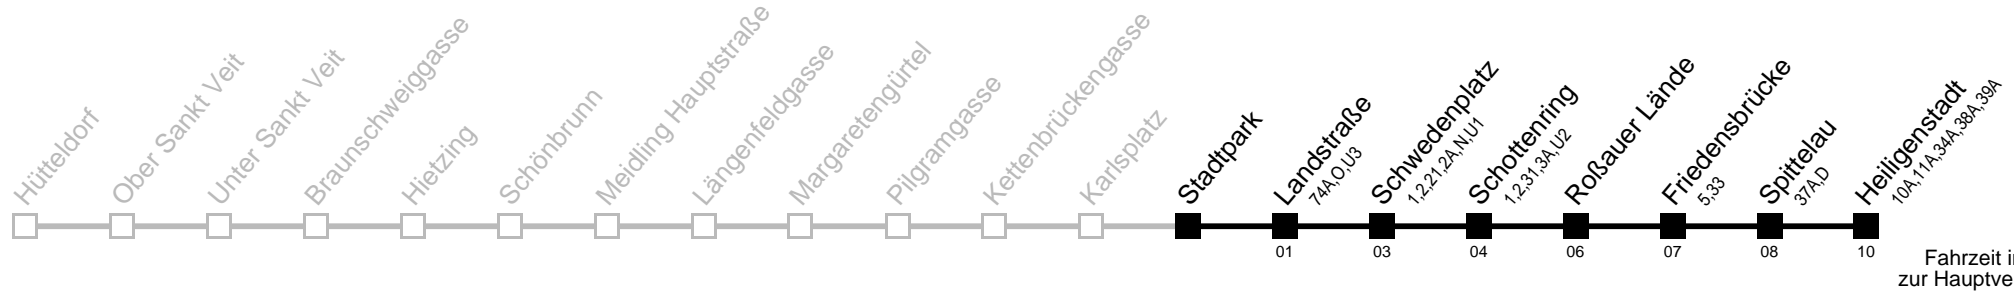 Hütteldorf
Ober Sankt Veit
Unter Sankt Veit
Braunschweiggasse
Hietzing
Schönbrunn
Meidling Hauptstraße
Längenfeldgasse
Margaretengürtel
Pilgramgasse
Kettenbrückengasse
Karlsplatz
Stadtpark
Landstraße
74A,O,U3
Schwedenplatz
1,2,21,2A,N,U1
Schottenring
1,2,31,3A,U2
Roßauer Lände
Friedensbrücke
5,33
Spittelau
37A,D
Heiligenstadt
10A,11A,34A,38A,39A
01
03
04
06
07
08
10
Fahrzeit
zur